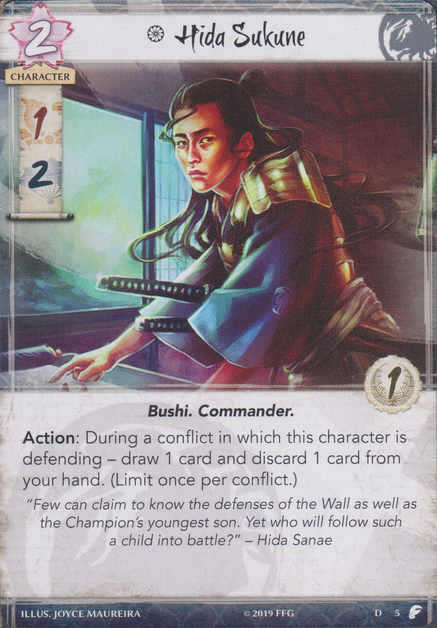 2
Hida Sukune
CHARACTER
1
2
1
Bushi. Commander.
Action: During a conflict in which this character is
defending – draw 1 card and discard 1 card from
your hand. (Limit once per conflict.)
“Few can claim to know the defenses of the Wall as well as
the Champion’s youngest son. Yet who will follow such
a child into battle?” – Hida Sanae
ILLUS. JOYCE MAUREIRA
© 2019 FFG
D 5